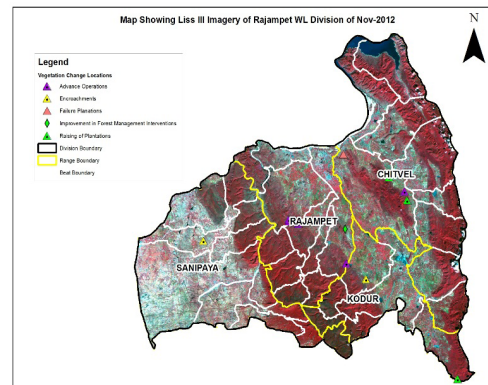 Map Showing Liss III Imagery of Rajampet WL Division of Nov-2012
N
Legend
Vegetation Change Locations
Advance Operations
Encroachments
Failure Planations
Improvement in Forest Management Interventions
Raising of Plantations
Division Boundary
Range Boundary
Beat Boundary
CHITVEL
RAJAMPET
SANIPAYA
KODUR